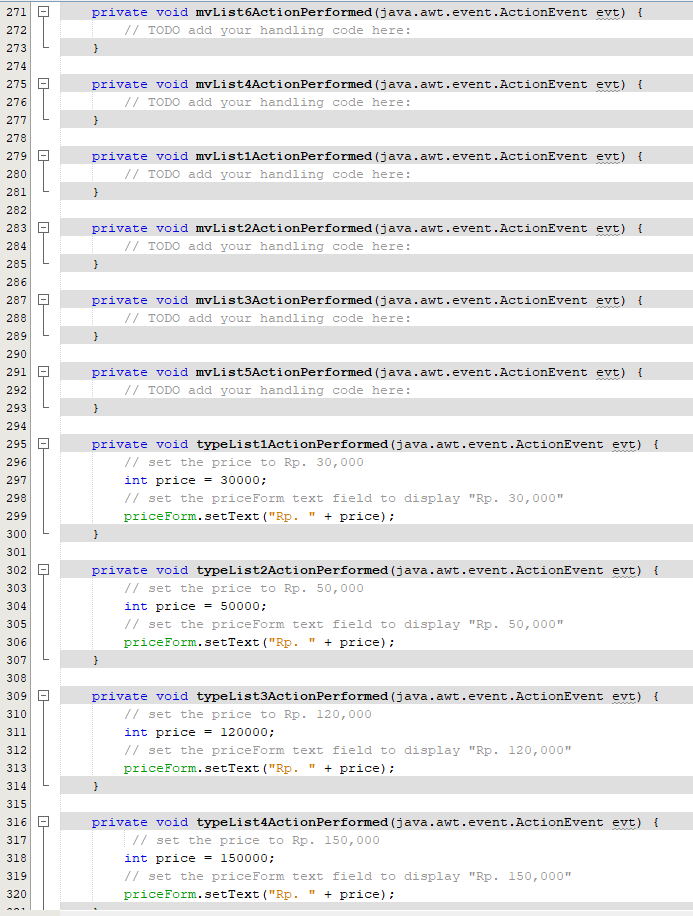 271 private void mvList6ActionPerformed(java.awt.event.ActionEvent evt) {
272 // TODO add your handling code here:
273 }
274
275 private void mvList4ActionPerformed(java.awt.event.ActionEvent evt) {
276 // TODO add your handling code here:
277 }
278
279 private void mvList1ActionPerformed(java.awt.event.ActionEvent evt) {
280 // TODO add your handling code here:
281 }
282
283 private void mvList2ActionPerformed(java.awt.event.ActionEvent evt) {
284 // TODO add your handling code here:
285 }
286
287 private void mvList3ActionPerformed(java.awt.event.ActionEvent evt) {
288 // TODO add your handling code here:
289 }
290
291 private void mvList5ActionPerformed(java.awt.event.ActionEvent evt) {
292 // TODO add your handling code here:
293 }
294
295 private void typeList1ActionPerformed(java.awt.event.ActionEvent evt) {
296 // set the price to Rp. 30,000
297 int price = 30000;
298 // set the priceForm text field to display "Rp. 30,000"
299 priceForm.setText("Rp. " + price);
300 }
301
302 private void typeList2ActionPerformed(java.awt.event.ActionEvent evt) {
303 // set the price to Rp. 50,000
304 int price = 50000;
305 // set the priceForm text field to display "Rp. 50,000"
306 priceForm.setText("Rp. " + price);
307 }
308
309 private void typeList3ActionPerformed(java.awt.event.ActionEvent evt) {
310 // set the price to Rp. 120,000
311 int price = 120000;
312 // set the priceForm text field to display "Rp. 120,000"
313 priceForm.setText("Rp. " + price);
314 }
315
316 private void typeList4ActionPerformed(java.awt.event.ActionEvent evt) {
317 // set the price to Rp. 150,000
318 int price = 150000;
319 // set the priceForm text field to display "Rp. 150,000"
320 priceForm.setText("Rp. " + price);